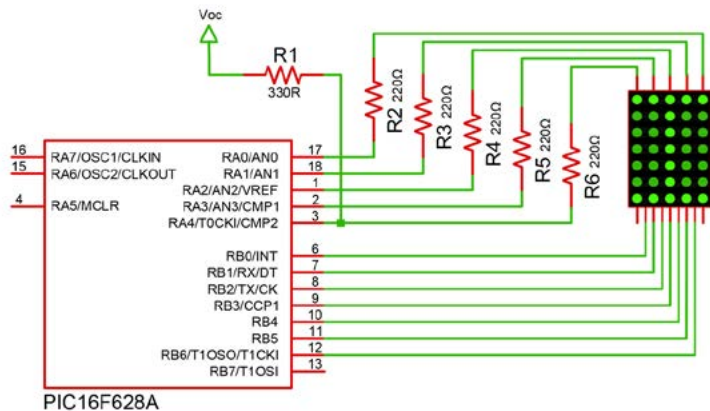 Voc
R1
330R
R2 220Ω
R3 220Ω
R4 220Ω
R5 220Ω
R6 220Ω
16 RA7/OSC1/CLKIN RA0/AN0 17
15 RA6/OSC2/CLKOUT RA1/AN1 18
RA2/AN2/VREF 1
4 RA5/MCLR RA3/AN3/CMP1 2
RA4/T0CKI/CMP2 3
RB0/INT 6
RB1/RX/DT 7
RB2/TX/CK 8
RB3/CCP1 9
RB4 10
RB5 11
RB6/T1OSO/T1CKI 12
RB7/T1OSI 13
PIC16F628A